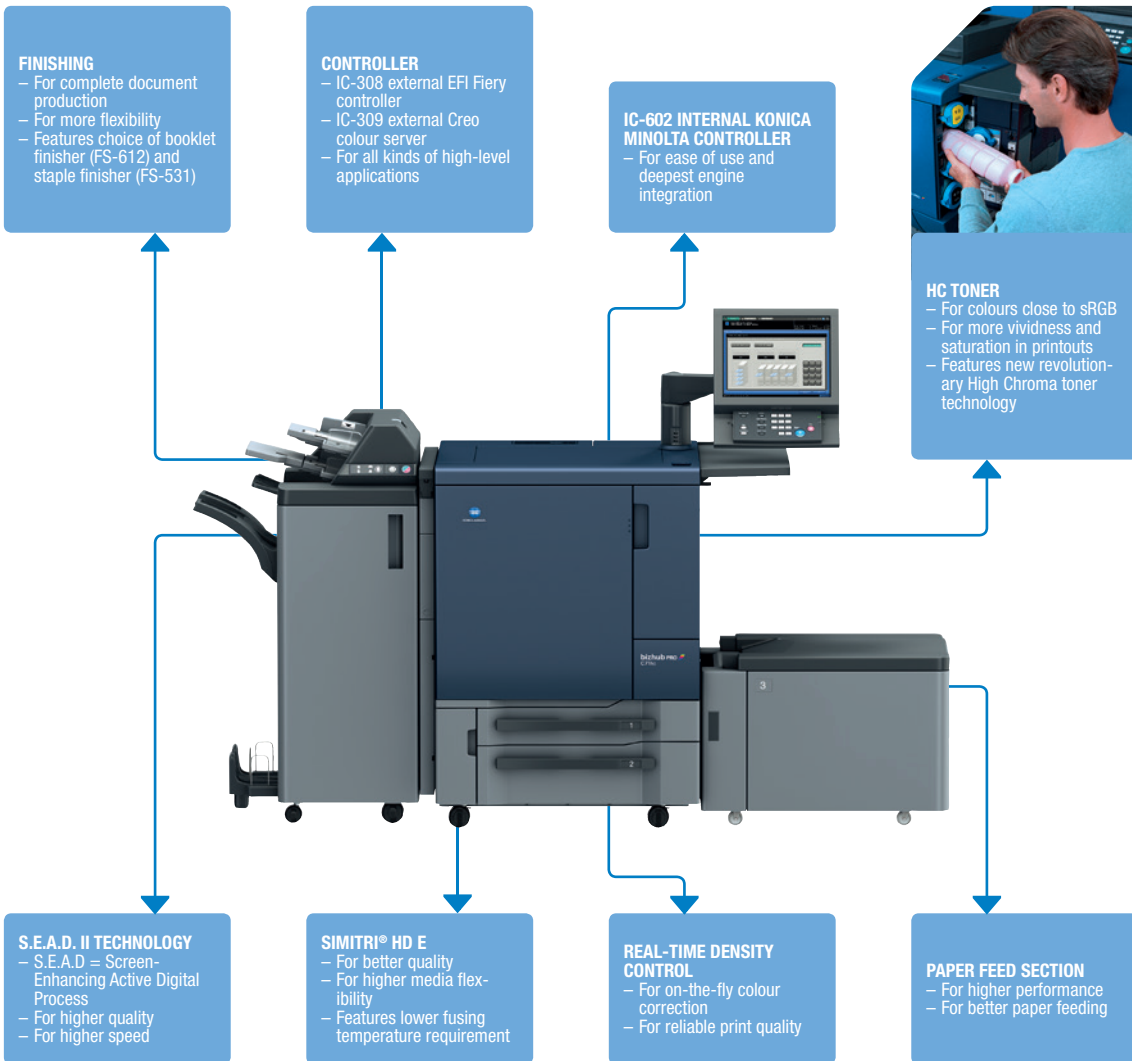 FINISHING
– For complete document
production
– For more flexibility
– Features choice of booklet
finisher (FS-612) and
staple finisher (FS-531)
CONTROLLER
– IC-308 external EFI Fiery
controller
– IC-309 external Creo
colour server
– For all kinds of high-level
applications
IC-602 INTERNAL KONICA
MINOLTA CONTROLLER
– For ease of use and
deepest engine
integration
HC TONER
– For colours close to sRGB
– For more vividness and
saturation in printouts
– Features new revolution-
ary High Chroma toner
technology
KONICA MINOLTA
bizhub PRO
3
1
2
S.E.A.D. II TECHNOLOGY
– S.E.A.D = Screen-
Enhancing Active Digital
Process
– For higher quality
– For higher speed
SIMITRI® HD E
– For better quality
– For higher media flex-
ibility
– Features lower fusing
temperature requirement
REAL-TIME DENSITY
CONTROL
– For on-the-fly colour
correction
– For reliable print quality
PAPER FEED SECTION
– For higher performance
– For better paper feeding